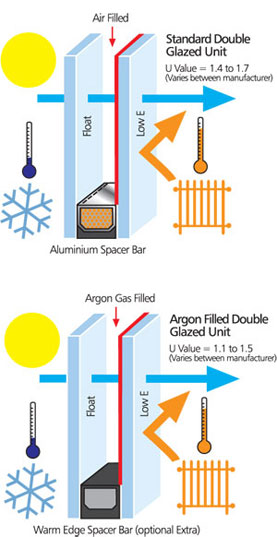 Air Filled
Standard Double
Glazed Unit
U Value = 1.4 to 1.7
(Varies between manufacturer)
Float
Low E
Aluminium Spacer Bar
Argon Gas Filled
Argon Filled Double
Glazed Unit
U Value = 1.1 to 1.5
(Varies between manufacturer)
Float
Low E
Warm Edge Spacer Bar (optional Extra)